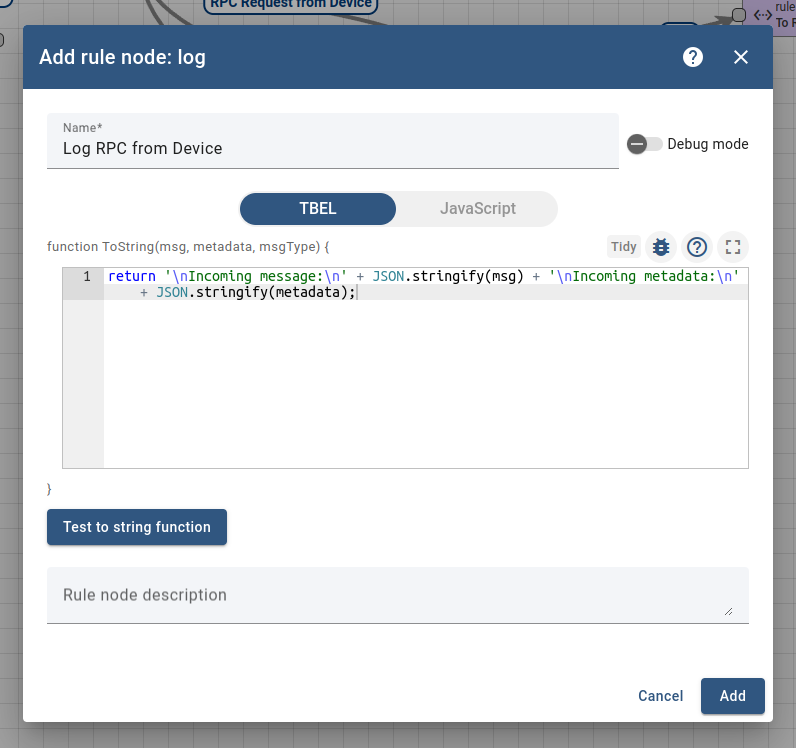 RPC Request from Device
rule
To R
Add rule node: log
?
Name*
Log RPC from Device
Debug mode
TBEL
JavaScript
function ToString(msg, metadata, msgType) {
Tidy
?
1
return '\nIncoming message:\n' + JSON.stringify(msg) + '\nIncoming metadata:\n'
+ JSON.stringify(metadata);
}
Test to string function
Rule node description
Cancel
Add